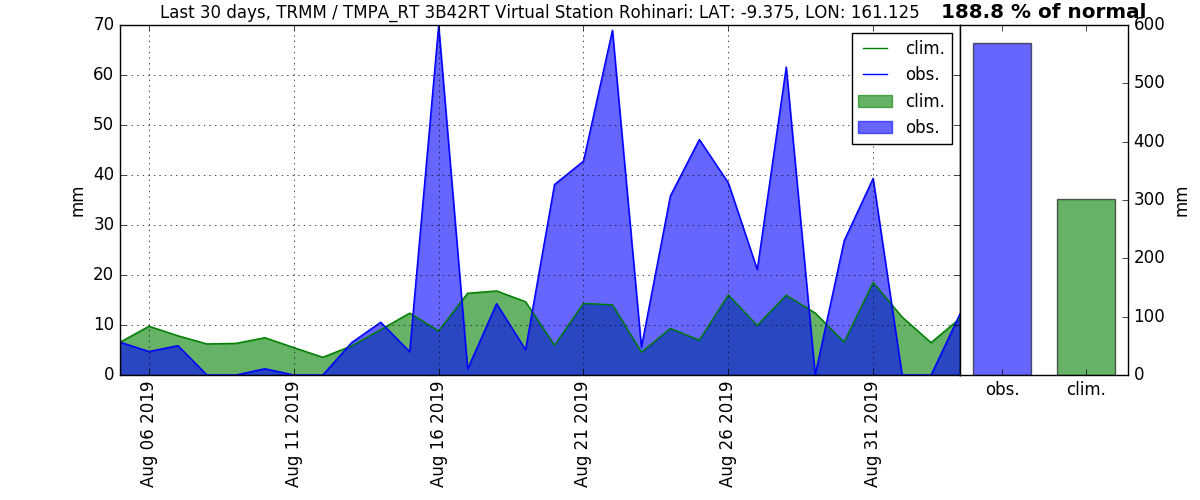 Last 30 days, TRMM / TMPA_RT 3B42RT Virtual Station Rohinari: LAT: -9.375, LON: 161.125
188.8 % of normal
70
60
50
40
30
20
10
0
mm
clim.
obs.
clim.
obs.
Aug 06 2019
Aug 11 2019
Aug 16 2019
Aug 21 2019
Aug 26 2019
Aug 31 2019
600
500
400
300
200
100
0
mm
obs.
clim.